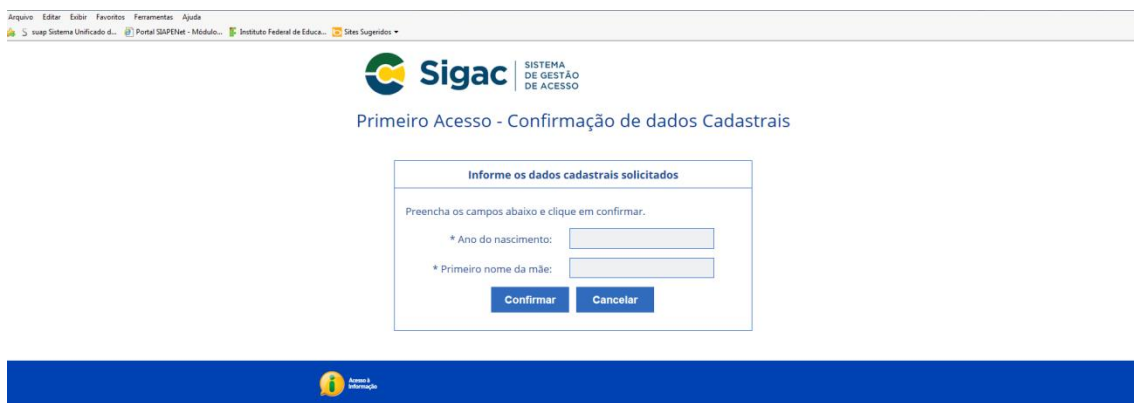 Arquivo Editar Exibir Favoritos Ferramentas Ajuda
suap Sistema Unificado d... Portal SIAPENet - Módulo... Instituto Federal de Educa... Sites Sugeridos
Sigac
SISTEMA
DE GESTÃO
DE ACESSO
Primeiro Acesso - Confirmação de dados Cadastrais
Informe os dados cadastrais solicitados
Preencha os campos abaixo e clique em confirmar.
* Ano do nascimento:
* Primeiro nome da mãe:
Confirmar Cancelar
Acesso à
Informação